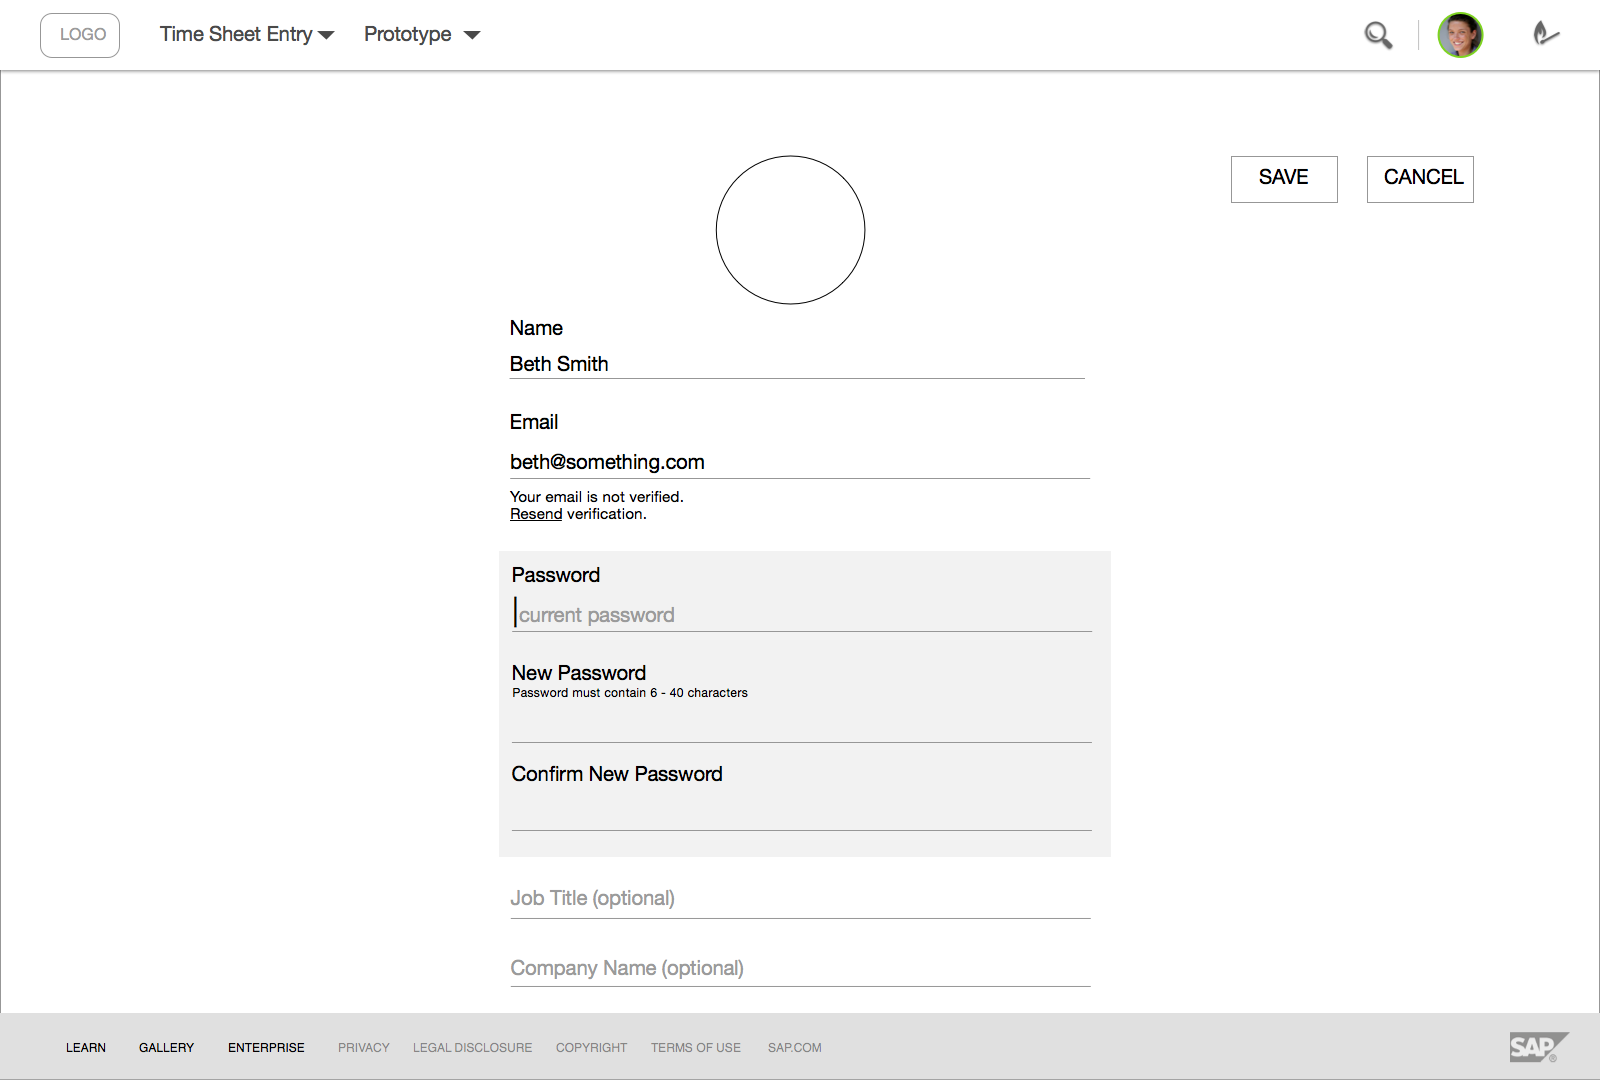 LOGO
Time Sheet Entry
Prototype
SAVE
CANCEL
Name
Beth Smith
Email
beth@something.com
Your email is not verified.
Resend verification.
Password
current password
New Password
Password must contain 6 - 40 characters
Confirm New Password
Job Title (optional)
Company Name (optional)
LEARN
GALLERY
ENTERPRISE
PRIVACY
LEGAL DISCLOSURE
COPYRIGHT
TERMS OF USE
SAP.COM
SAP®